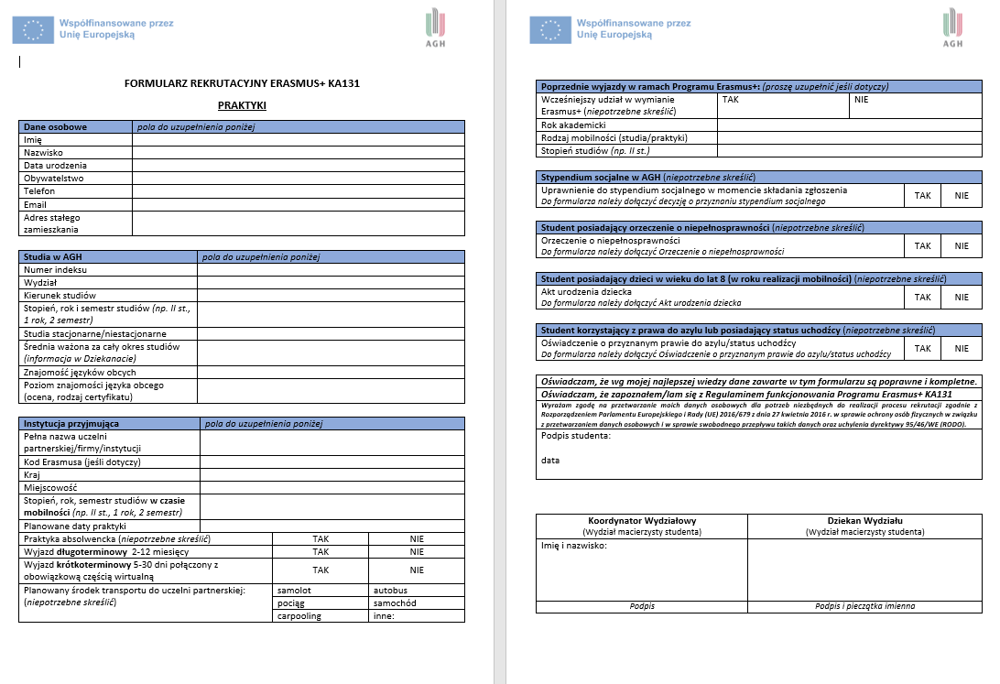 Współfinansowane przez
Unię Europejską
AGH
FORMULARZ REKRUTACYJNY ERASMUS+ KA131
PRAKTYKI
Dane osobowe pola do uzupełnienia poniżej
Imię
Nazwisko
Data urodzenia
Obywatelstwo
Telefon
Email
Adres stałego
zamieszkania
Studia w AGH pola do uzupełnienia poniżej
Numer indeksu
Wydział
Kierunek studiów
Stopień, rok i semestr studiów (np. II st.,
1 rok, 2 semestr)
Studia stacjonarne/niestacjonarne
Średnia ważona za cały okres studiów
(informacja w Dziekanacie)
Znajomość języków obcych
Poziom znajomości języka obcego
(ocena, rodzaj certyfikatu)
Instytucja przyjmująca pola do uzupełnienia poniżej
Pełna nazwa uczelni
partnerskiej/firmy/instytucji
Kod Erasmusa (jeśli dotyczy)
Kraj
Miejscowość
Stopień, rok, semestr studiów w czasie
mobilności (np. II st., 1 rok, 2 semestr)
Planowane daty praktyki
Praktyka absolwencka (niepotrzebne skreślić) TAK NIE
Wyjazd długoterminowy 2-12 miesięcy TAK NIE
Wyjazd krótkoterminowy 5-30 dni połączony z
obowiązkową częścią wirtualną TAK NIE
Planowany środek transportu do uczelni partnerskiej: samolot autobus
(niepotrzebne skreślić) pociąg samochód
carpooling inne:
Współfinansowane przez
Unię Europejską
AGH
Poprzednie wyjazdy w ramach Programu Erasmus+: (proszę uzupełnić jeśli dotyczy)
Wcześniejszy udział w wymianie TAK NIE
Erasmus+ (niepotrzebne skreślić)
Rok akademicki
Rodzaj mobilności (studia/praktyki)
Stopień studiów (np. II st.)
Stypendium socjalne w AGH (niepotrzebne skreślić)
Uprawnienie do stypendium socjalnego w momencie składania zgłoszenia TAK NIE
Do formularza należy dołączyć decyzję o przyznaniu stypendium socjalnego
Student posiadający orzeczenie o niepełnosprawności (niepotrzebne skreślić)
Orzeczenie o niepełnosprawności TAK NIE
Do formularza należy dołączyć Orzeczenie o niepełnosprawności
Student posiadający dzieci w wieku do lat 8 (w roku realizacji mobilności) (niepotrzebne skreślić)
Akt urodzenia dziecka TAK NIE
Do formularza należy dołączyć Akt urodzenia dziecka
Student korzystający z prawa do azylu lub posiadający status uchodźcy (niepotrzebne skreślić)
Oświadczenie o przyznanym prawie do azylu/status uchodźcy TAK NIE
Do formularza należy dołączyć Oświadczenie o przyznanym prawie do azylu/status uchodźcy
Oświadczam, że wg mojej najlepszej wiedzy dane zawarte w tym formularzu są poprawne i kompletne.
Oświadczam, że zapoznałem/łam się z Regulaminem funkcjonowania Programu Erasmus+ KA131
Wyrażam zgodę na przetwarzanie moich danych osobowych dla potrzeb niezbędnych do realizacji procesu rekrutacji zgodnie z
Rozporządzeniem Parlamentu Europejskiego i Rady (UE) 2016/679 z dnia 27 kwietnia 2016 r. w sprawie ochrony osób fizycznych w związku
z przetwarzaniem danych osobowych i w sprawie swobodnego przepływu takich danych oraz uchylenia dyrektywy 95/46/WE (RODO).
Podpis studenta:
data
Koordynator Wydziałowy Dziekan Wydziału
(Wydział macierzysty studenta) (Wydział macierzysty studenta)
Imię i nazwisko:
Podpis Podpis i pieczątka imienna